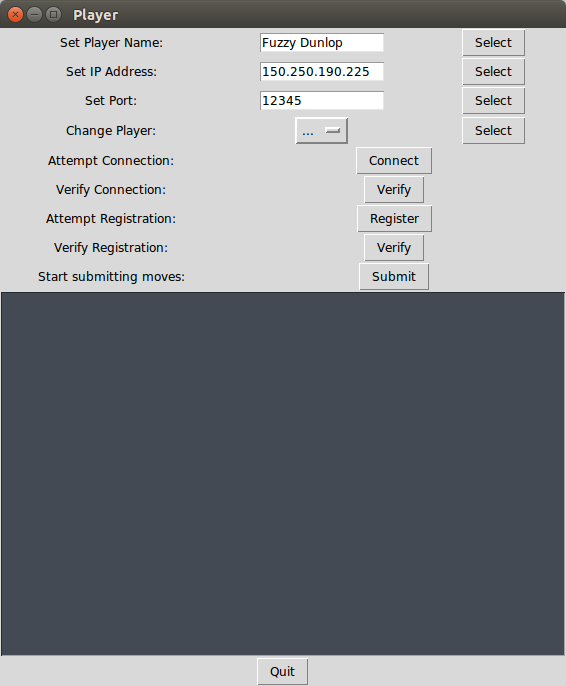 Player
Set Player Name: Fuzzy Dunlop Select
Set IP Address: 150.250.190.225 Select
Set Port: 12345 Select
Change Player: ... Select
Attempt Connection: Connect
Verify Connection: Verify
Attempt Registration: Register
Verify Registration: Verify
Start submitting moves: Submit
Quit